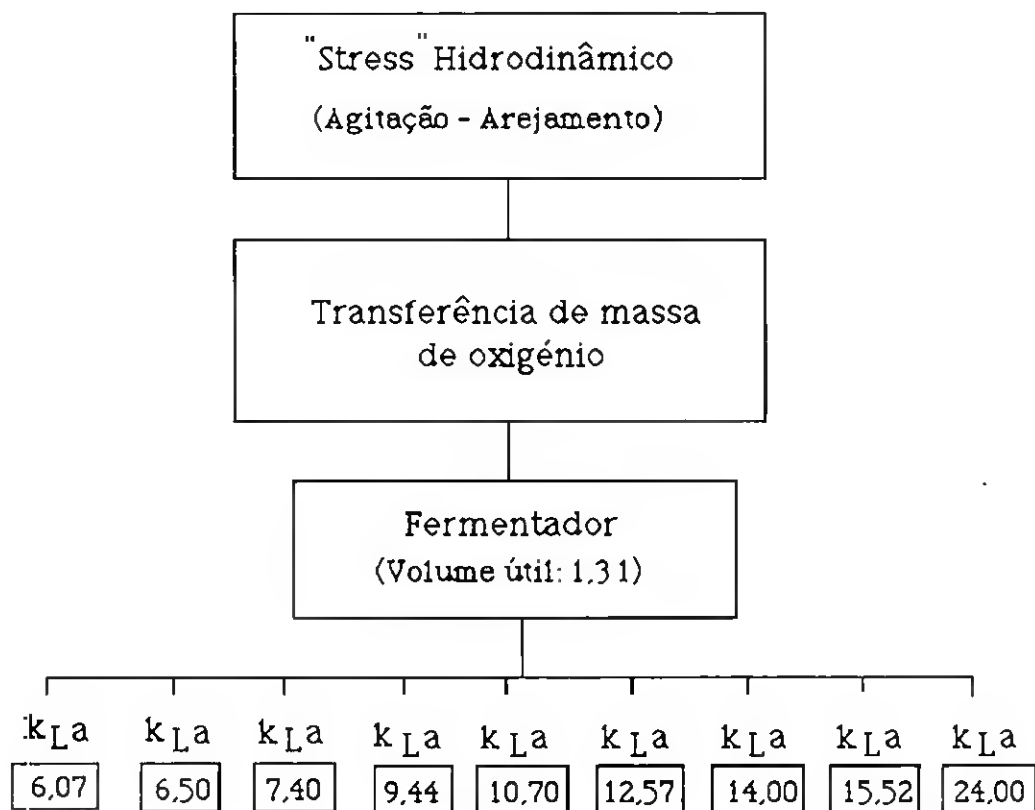 "Stress" Hidrodinâmico
(Agitação - Arejamento)
Transferência de massa
de oxigénio
Fermentador
(Volume útil: 1,3 l)
kLa kLa kLa kLa kLa kLa kLa kLa kLa
6,07 6,50 7,40 9,44 10,70 12,57 14,00 15,52 24,00